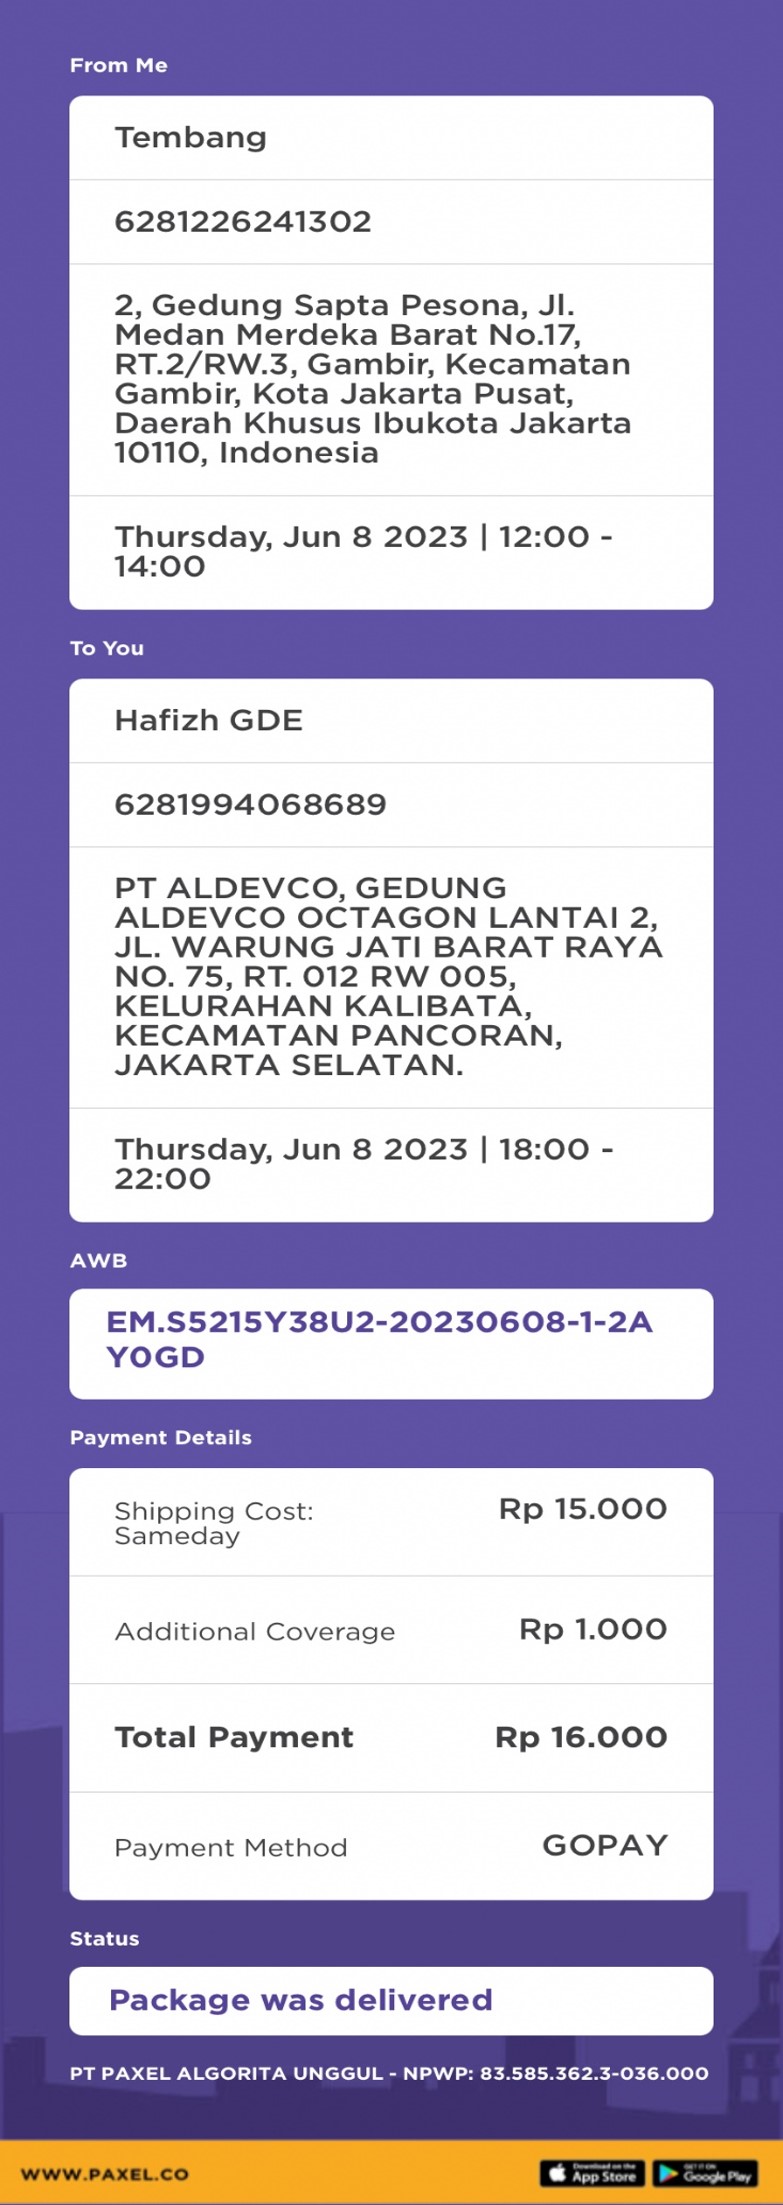 From Me
Tembang
6281226241302
2, Gedung Sapta Pesona, Jl.
Medan Merdeka Barat No.17,
RT.2/RW.3, Gambir, Kecamatan
Gambir, Kota Jakarta Pusat,
Daerah Khusus Ibukota Jakarta
10110, Indonesia
Thursday, Jun 8 2023 | 12:00 -
14:00
To You
Hafizh GDE
6281994068689
PT ALDEVCO, GEDUNG
ALDEVCO OCTAGON LANTAI 2,
JL. WARUNG JATI BARAT RAYA
NO. 75, RT. 012 RW 005,
KELURAHAN KALIBATA,
KECAMATAN PANCORAN,
JAKARTA SELATAN.
Thursday, Jun 8 2023 | 18:00 -
22:00
AWB
EM.S5215Y38U2-20230608-1-2A
Y0GD
Payment Details
Shipping Cost: Rp 15.000
Sameday
Additional Coverage Rp 1.000
Total Payment Rp 16.000
Payment Method GOPAY
Status
Package was delivered
PT PAXEL ALGORITA UNGGUL - NPWP: 83.585.362.3-036.000
WWW.PAXEL.CO
Download on the
App Store
GET IT ON
Google Play